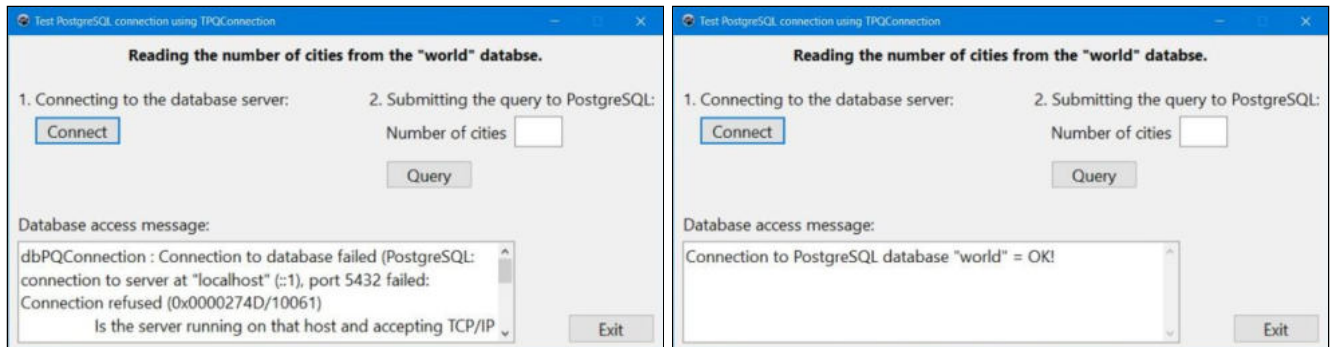 Test PostgreSQL connection using TPQConnection
Reading the number of cities from the "world" databse.
1. Connecting to the database server:
2. Submitting the query to PostgreSQL:
Connect
Number of cities
Query
Database access message:
dbPQConnection : Connection to database failed (PostgreSQL:
connection to server at "localhost" (::1), port 5432 failed:
Connection refused (0x0000274D/10061)
Is the server running on that host and accepting TCP/IP
Exit
Test PostgreSQL connection using TPQConnection
Reading the number of cities from the "world" databse.
1. Connecting to the database server:
2. Submitting the query to PostgreSQL:
Connect
Number of cities
Query
Database access message:
Connection to PostgreSQL database "world" = OK!
Exit